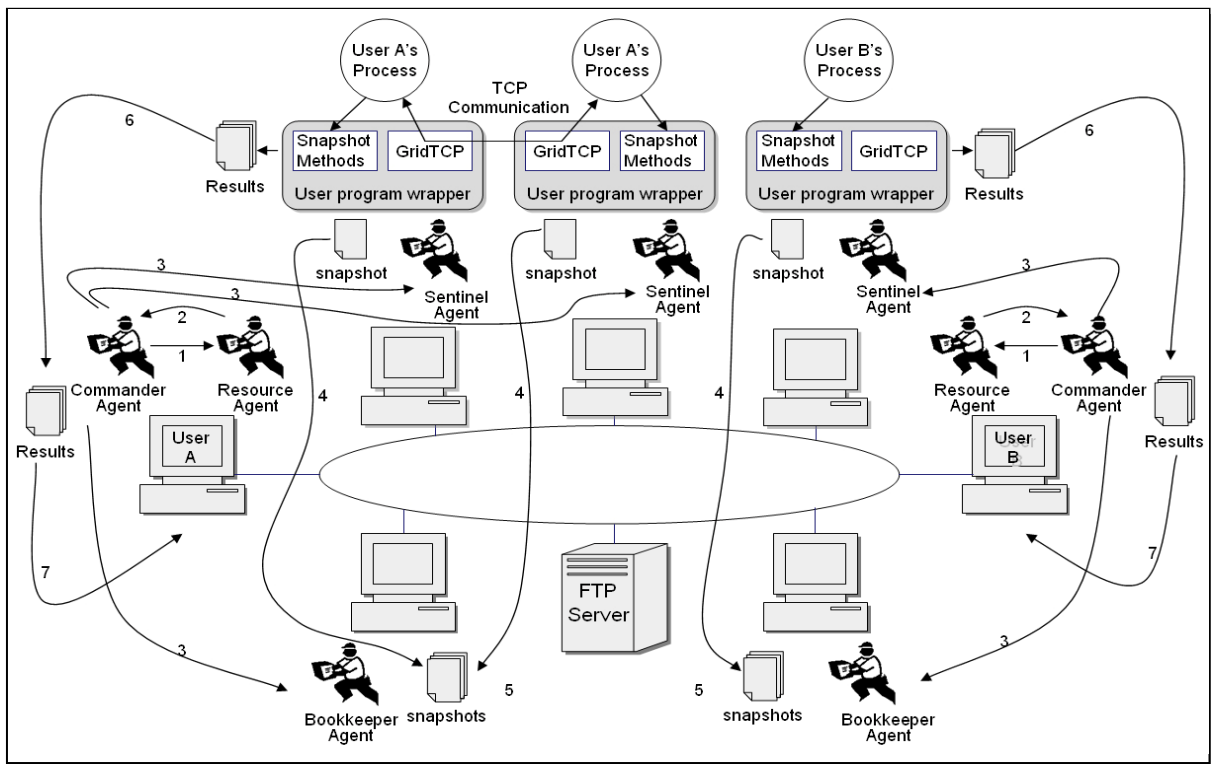 User A's
Process
User A's
Process
User B's
Process
TCP
Communication
6
6
Snapshot
Methods
GridTCP
GridTCP
Snapshot
Methods
Snapshot
Methods
GridTCP
Results
User program wrapper
User program wrapper
User program wrapper
Results
snapshot
snapshot
snapshot
3
3
3
Sentinel
Agent
Sentinel
Agent
Sentinel
Agent
2
1
2
1
Commander
Agent
Resource
Agent
Resource
Agent
Commander
Agent
4
4
4
Results
User
A
User
B
Results
7
7
FTP
Server
3
3
5
5
Bookkeeper
Agent
snapshots
snapshots
Bookkeeper
Agent